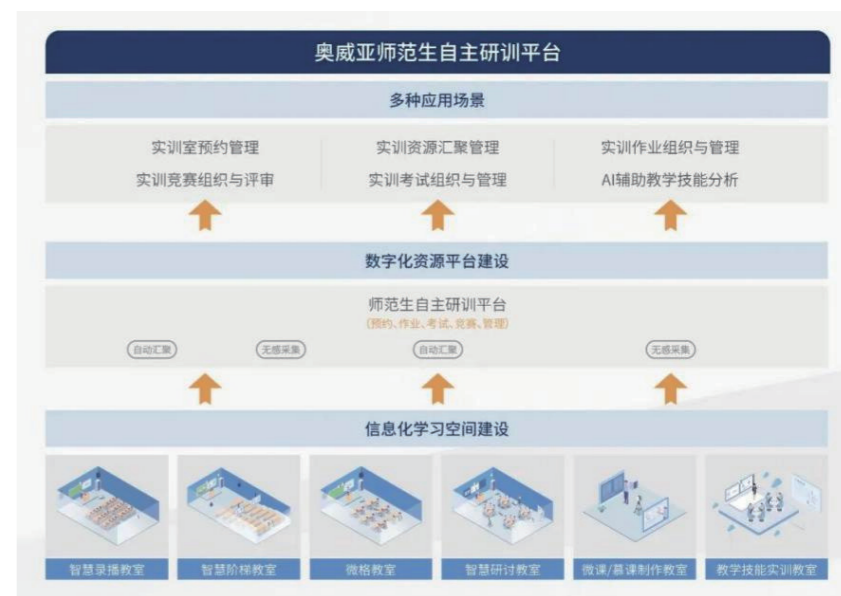 奥威亚师范生自主研训平台
多种应用场景
实训室预约管理 实训资源汇聚管理 实训作业组织与管理
实训竞赛组织与评审 实训考试组织与管理 AI辅助教学技能分析
数字化资源平台建设
师范生自主研训平台
(预约、作业、考试、竞赛、管理)
自动汇聚 无感采集 自动汇聚 无感采集
信息化学习空间建设
智慧录播教室 智慧阶梯教室 微格教室 智慧研讨教室 微课/慕课制作教室 教学技能实训教室